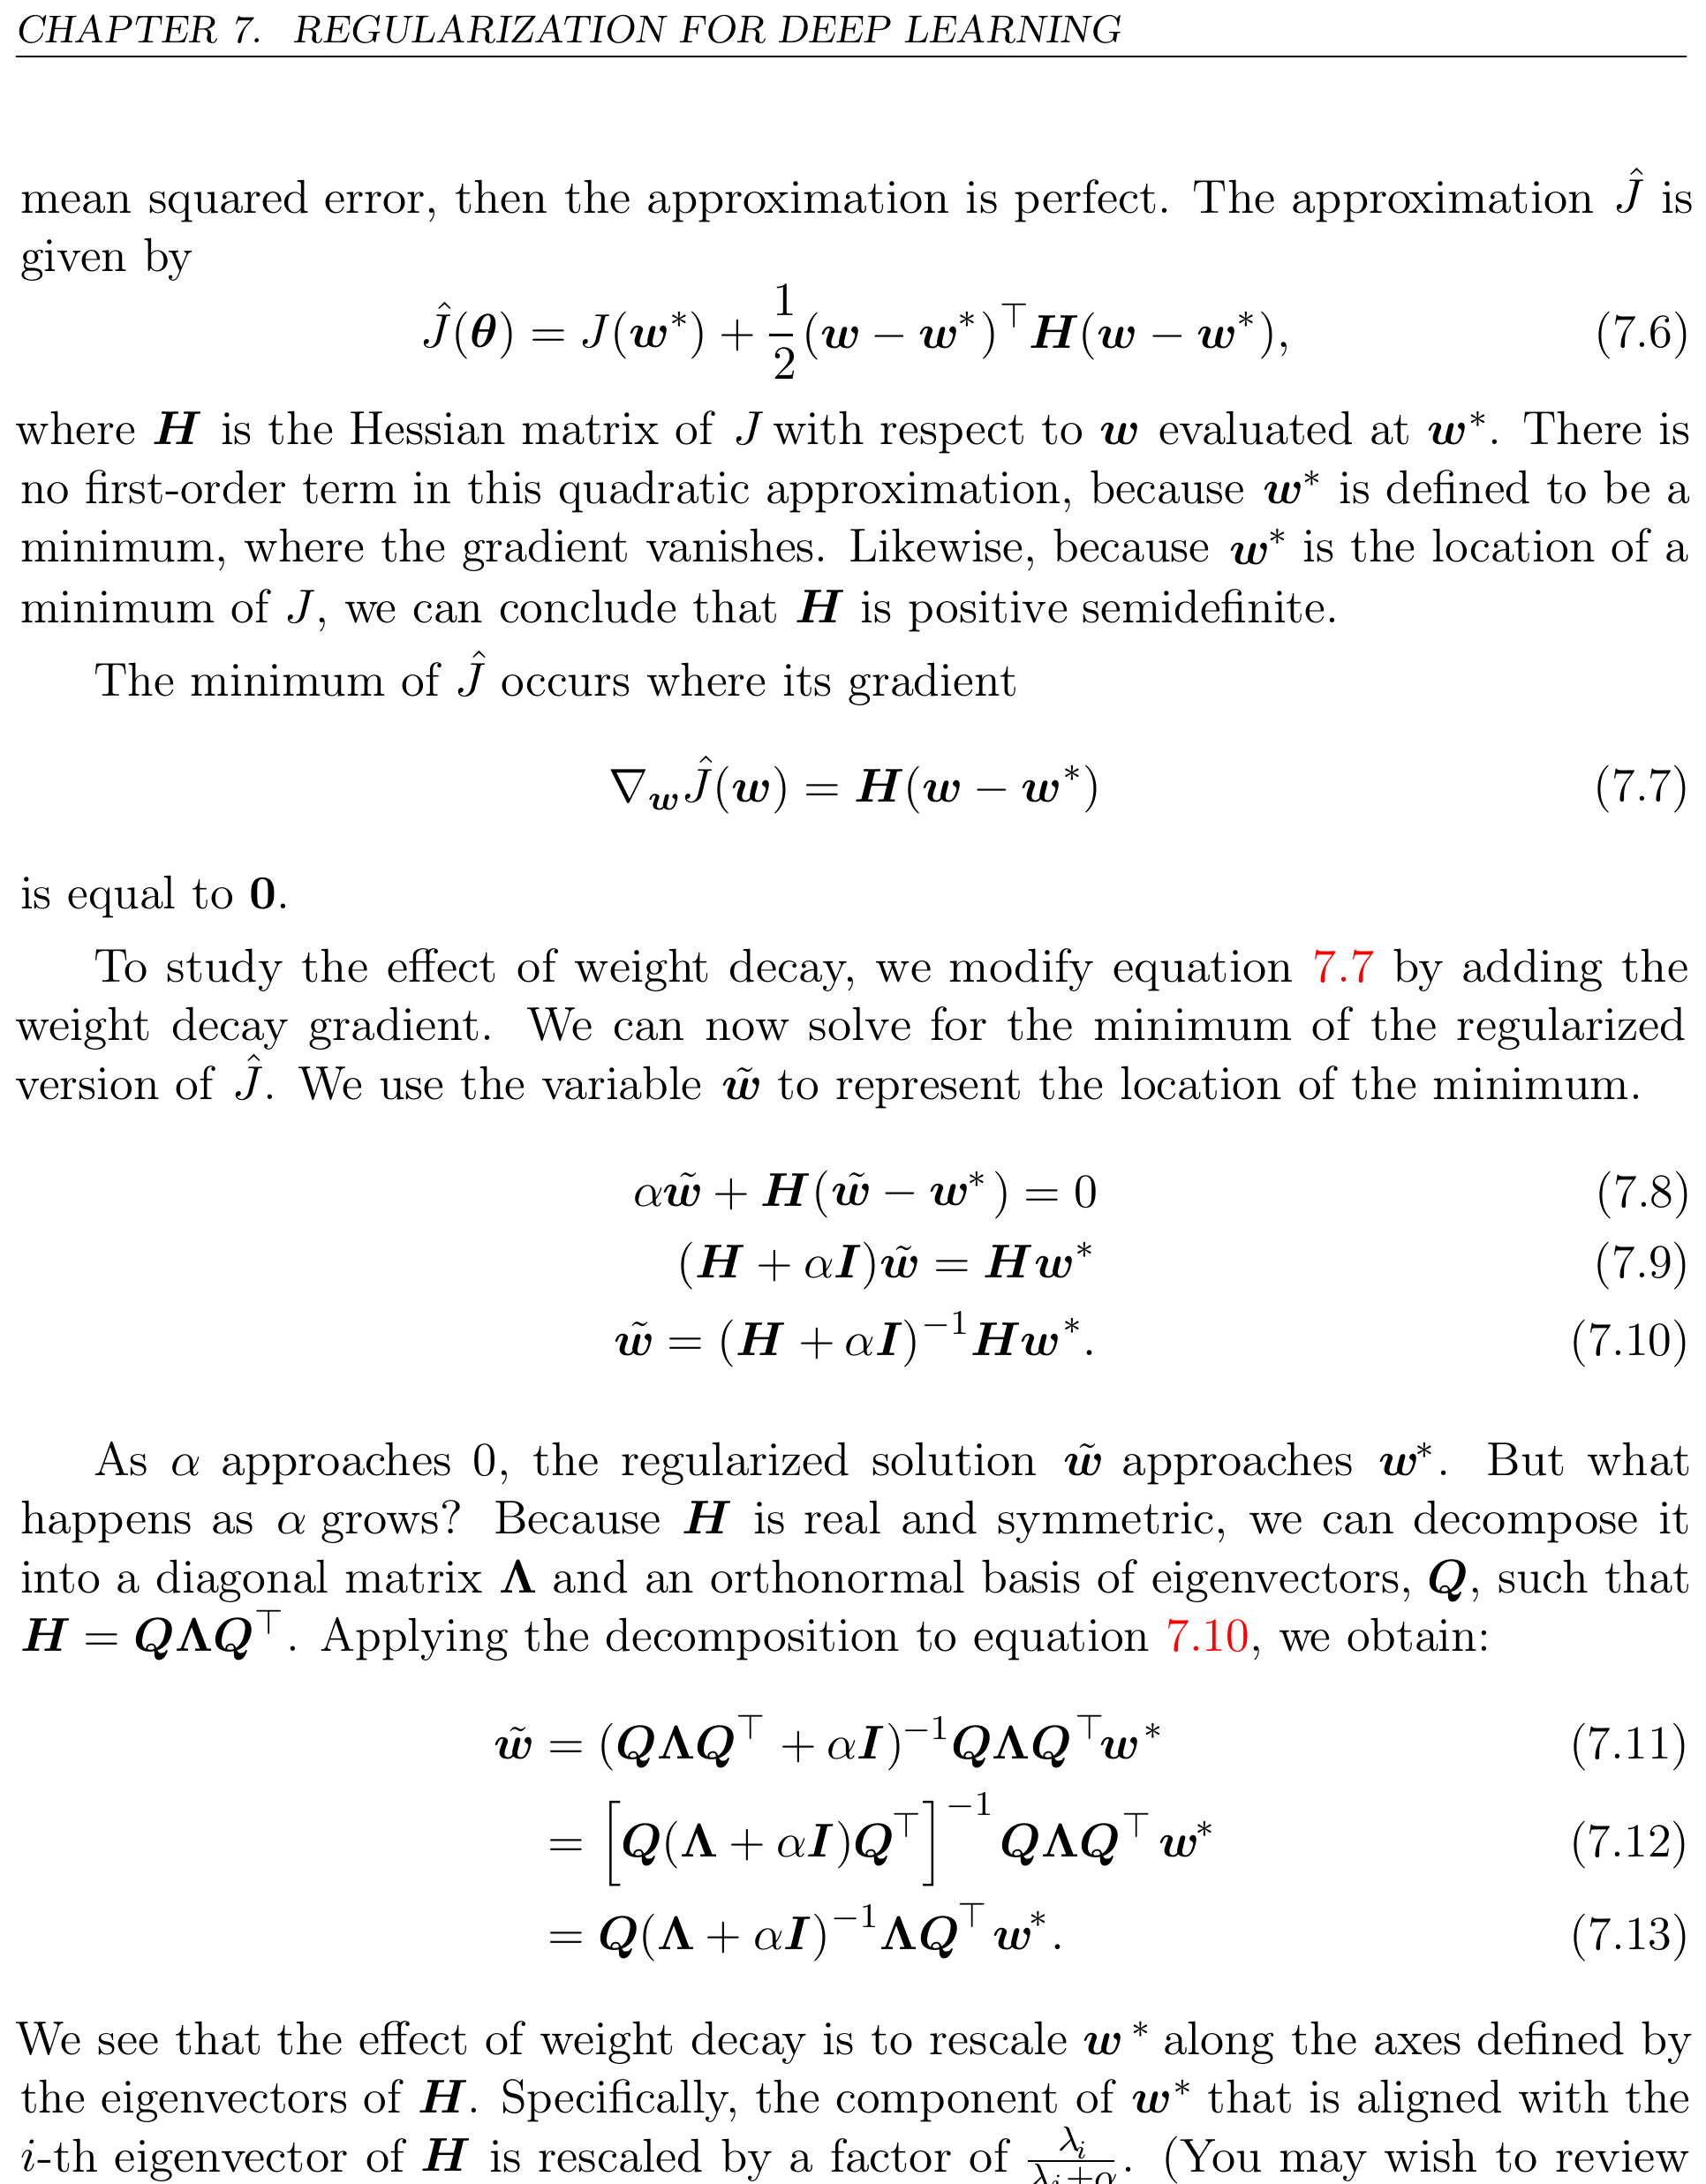 CHAPTER 7. REGULARIZATION FOR DEEP LEARNING
mean squared error, then the approximation is perfect. The approximation Ĵ is
given by
Ĵ(θ) = J(w*) + 1/2 (w − w*)⊤H(w − w*), (7.6)
where H is the Hessian matrix of J with respect to w evaluated at w*. There is
no first-order term in this quadratic approximation, because w* is defined to be a
minimum, where the gradient vanishes. Likewise, because w* is the location of a
minimum of J, we can conclude that H is positive semidefinite.
The minimum of Ĵ occurs where its gradient
∇wĴ(w) = H(w − w*) (7.7)
is equal to 0.
To study the effect of weight decay, we modify equation 7.7 by adding the
weight decay gradient. We can now solve for the minimum of the regularized
version of Ĵ. We use the variable w̃ to represent the location of the minimum.
αw̃ + H(w̃ − w*) = 0 (7.8)
(H + αI)w̃ = Hw* (7.9)
w̃ = (H + αI)⁻¹Hw*. (7.10)
As α approaches 0, the regularized solution w̃ approaches w*. But what
happens as α grows? Because H is real and symmetric, we can decompose it
into a diagonal matrix Λ and an orthonormal basis of eigenvectors, Q, such that
H = QΛQ⊤. Applying the decomposition to equation 7.10, we obtain:
w̃ = (QΛQ⊤ + αI)⁻¹QΛQ⊤w* (7.11)
= [Q(Λ + αI)Q⊤]⁻¹ QΛQ⊤w* (7.12)
= Q(Λ + αI)⁻¹ΛQ⊤w*. (7.13)
We see that the effect of weight decay is to rescale w* along the axes defined by
the eigenvectors of H. Specifically, the component of w* that is aligned with the
i-th eigenvector of H is rescaled by a factor of λi/(λi+α). (You may wish to review